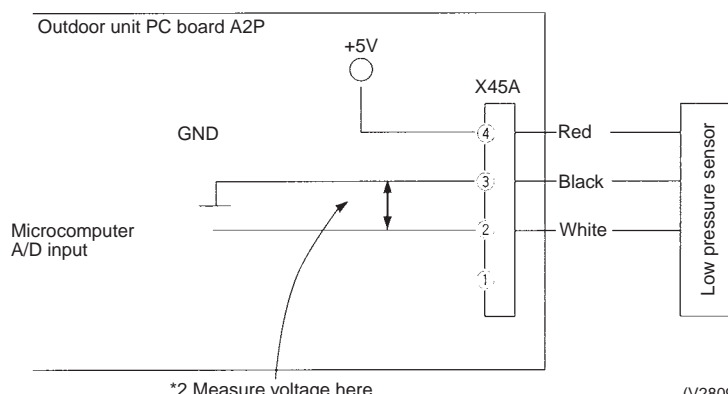 Outdoor unit PC board A2P
+5V
X45A
GND
④
Red
③
Black
Microcomputer
A/D input
②
White
①
Low pressure sensor
*2 Measure voltage here
(V2809